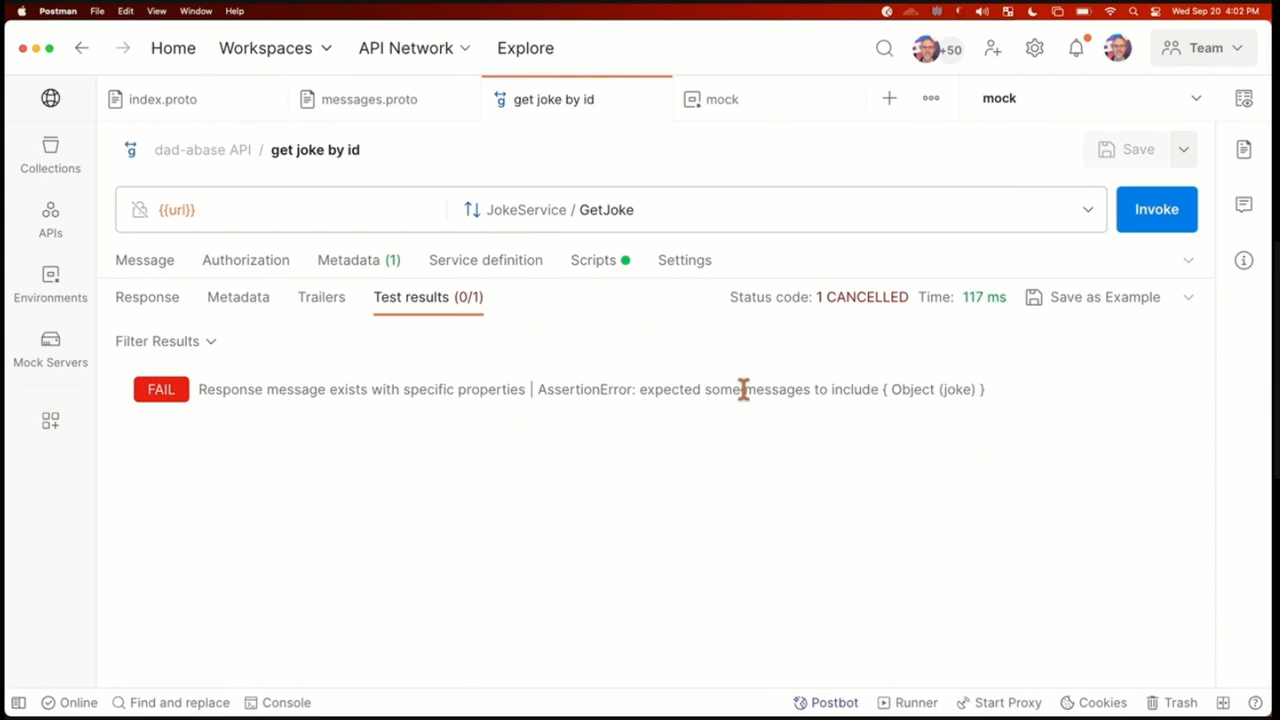 Postman File Edit View Window Help Wed Sep 20 4:02 PM
Home Workspaces API Network Explore +50 Team
index.proto messages.proto get joke by id mock mock
dad-abase API / get joke by id Save
{{url}} JokeService / GetJoke Invoke
Message Authorization Metadata (1) Service definition Scripts Settings
Response Metadata Trailers Test results (0/1) Status code: 1 CANCELLED Time: 117 ms Save as Example
Filter Results
FAIL Response message exists with specific properties | AssertionError: expected some messages to include { Object (joke) }
Collections
APIs
Environments
Mock Servers
Online Find and replace Console Postbot Runner Start Proxy Cookies Trash